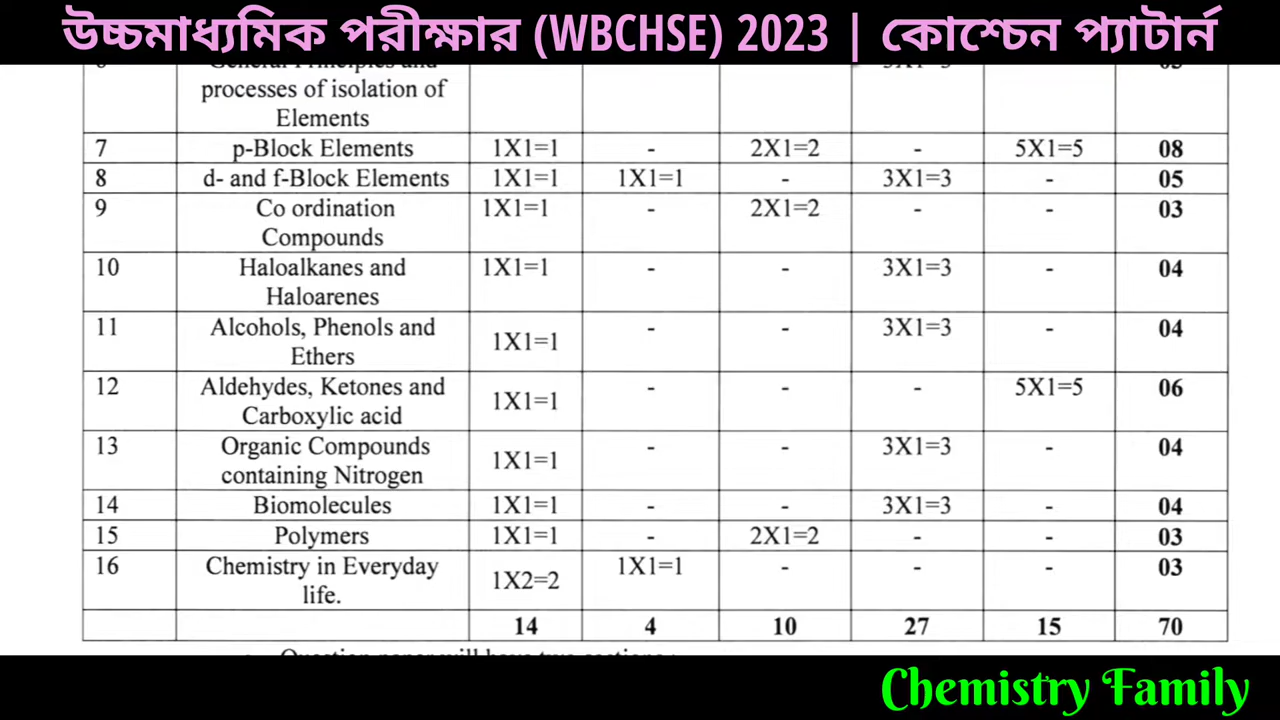 উচ্চমাধ্যমিক পরীক্ষার (WBCHSE) 2023 | কোশ্চেন প্যাটার্ন
General Principles and
processes of isolation of
Elements
7 p-Block Elements 1X1=1 - 2X1=2 - 5X1=5 08
8 d- and f-Block Elements 1X1=1 1X1=1 - 3X1=3 - 05
9 Co ordination 1X1=1 - 2X1=2 - - 03
Compounds
10 Haloalkanes and 1X1=1 - - 3X1=3 - 04
Haloarenes
11 Alcohols, Phenols and 1X1=1 - - 3X1=3 - 04
Ethers
12 Aldehydes, Ketones and 1X1=1 - - - 5X1=5 06
Carboxylic acid
13 Organic Compounds 1X1=1 - - 3X1=3 - 04
containing Nitrogen
14 Biomolecules 1X1=1 - - 3X1=3 - 04
15 Polymers 1X1=1 - 2X1=2 - - 03
16 Chemistry in Everyday 1X2=2 1X1=1 - - - 03
life.
14 4 10 27 15 70
Question paper will have two sections :
Chemistry Family